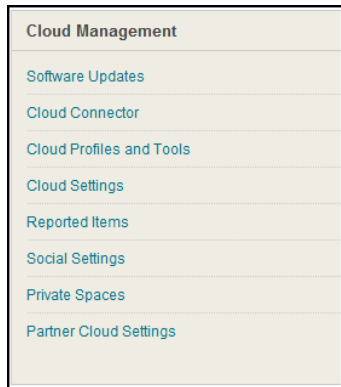 Cloud Management
Software Updates
Cloud Connector
Cloud Profiles and Tools
Cloud Settings
Reported Items
Social Settings
Private Spaces
Partner Cloud Settings